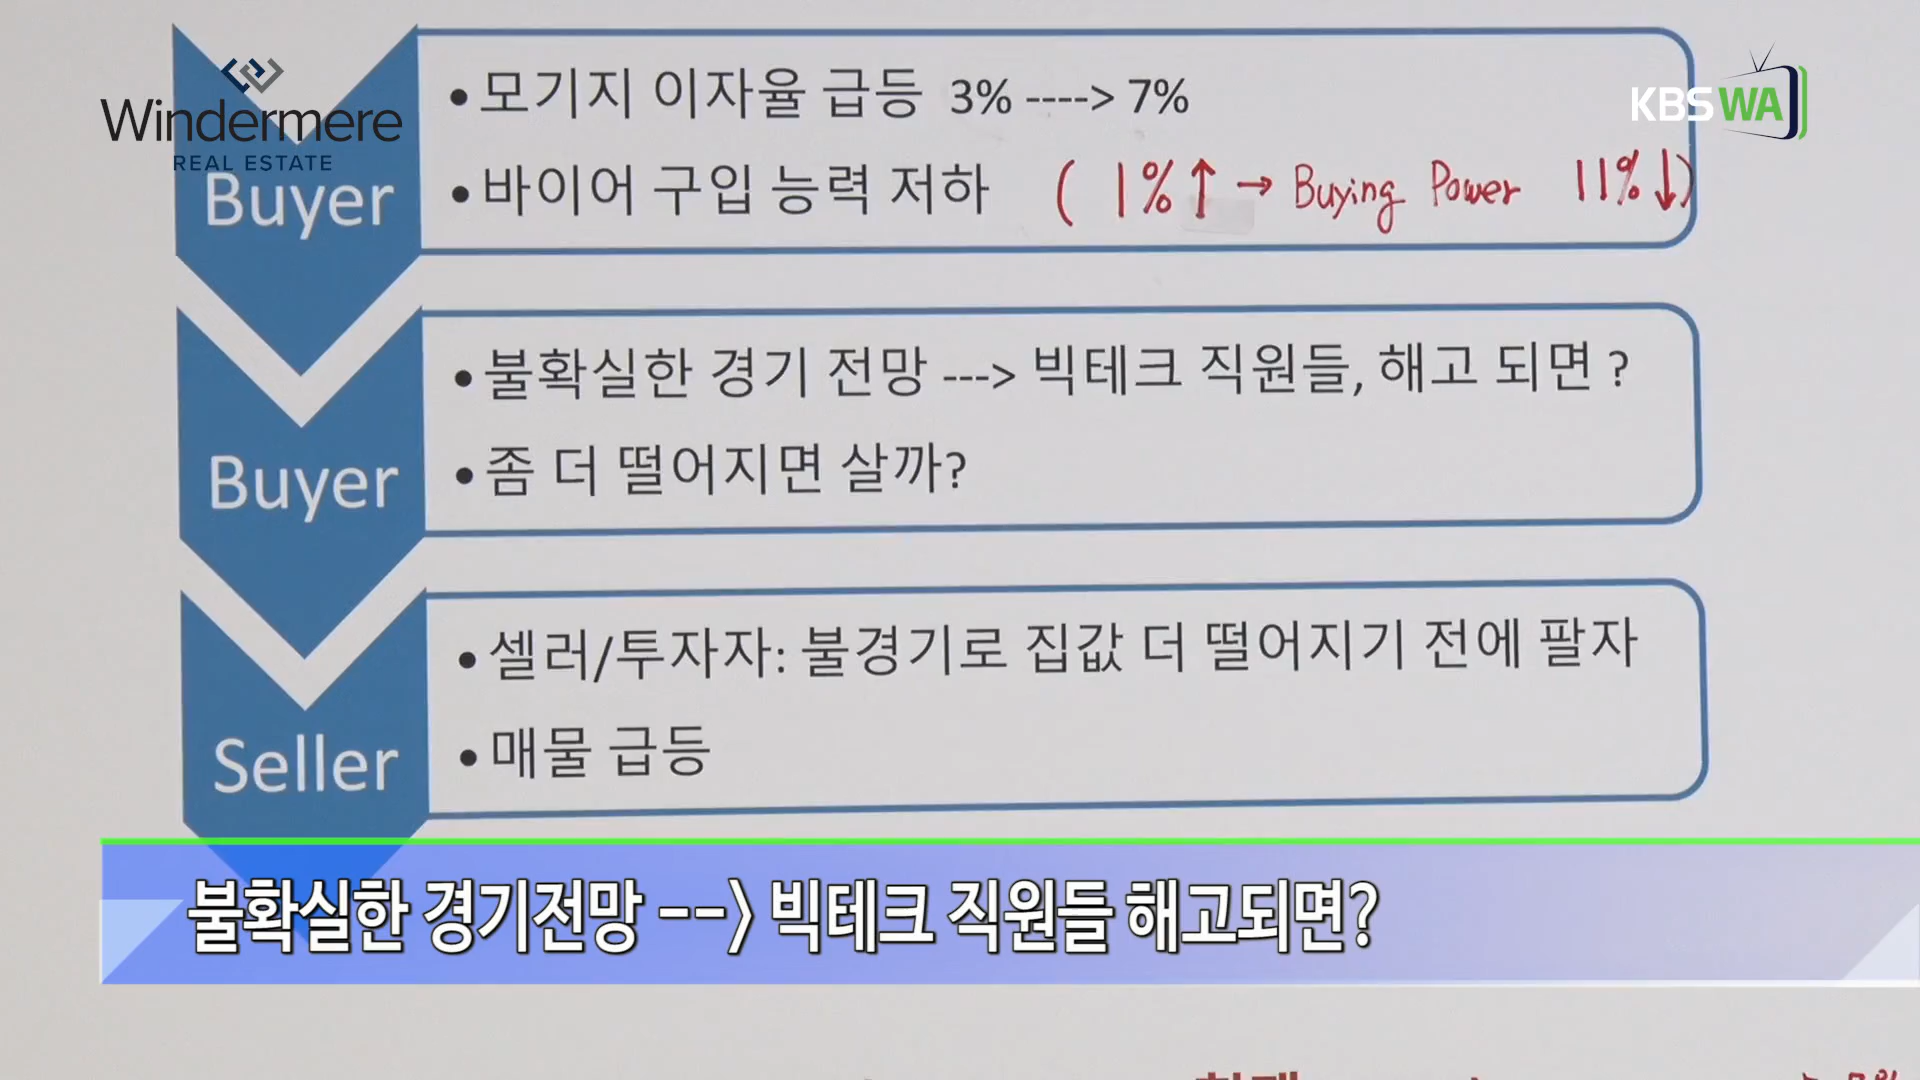 Windermere
REAL ESTATE
KBS WA
Buyer
• 모기지 이자율 급등 3% ----> 7%
• 바이어 구입 능력 저하 ( 1%↑ → Buying Power 11%↓)
Buyer
• 불확실한 경기 전망 ---> 빅테크 직원들, 해고 되면 ?
• 좀 더 떨어지면 살까?
Seller
• 셀러/투자자: 불경기로 집값 더 떨어지기 전에 팔자
• 매물 급등
불확실한 경기전망 --> 빅테크 직원들 해고되면?